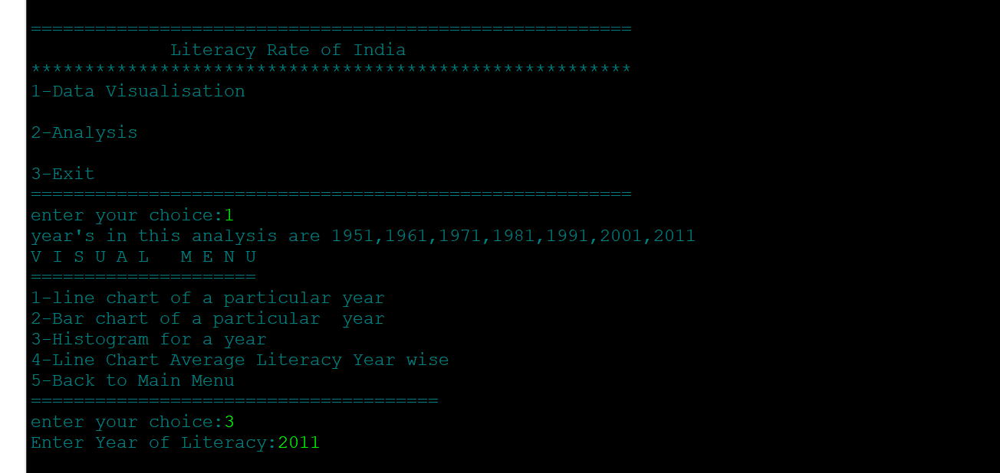 ========================================================
Literacy Rate of India
********************************************************
1-Data Visualisation
2-Analysis
3-Exit
========================================================
enter your choice:1
year's in this analysis are 1951,1961,1971,1981,1991,2001,2011
V I S U A L   M E N U
=====================
1-line chart of a particular year
2-Bar chart of a particular  year
3-Histogram for a year
4-Line Chart Average Literacy Year wise
5-Back to Main Menu
======================================
enter your choice:3
Enter Year of Literacy:2011